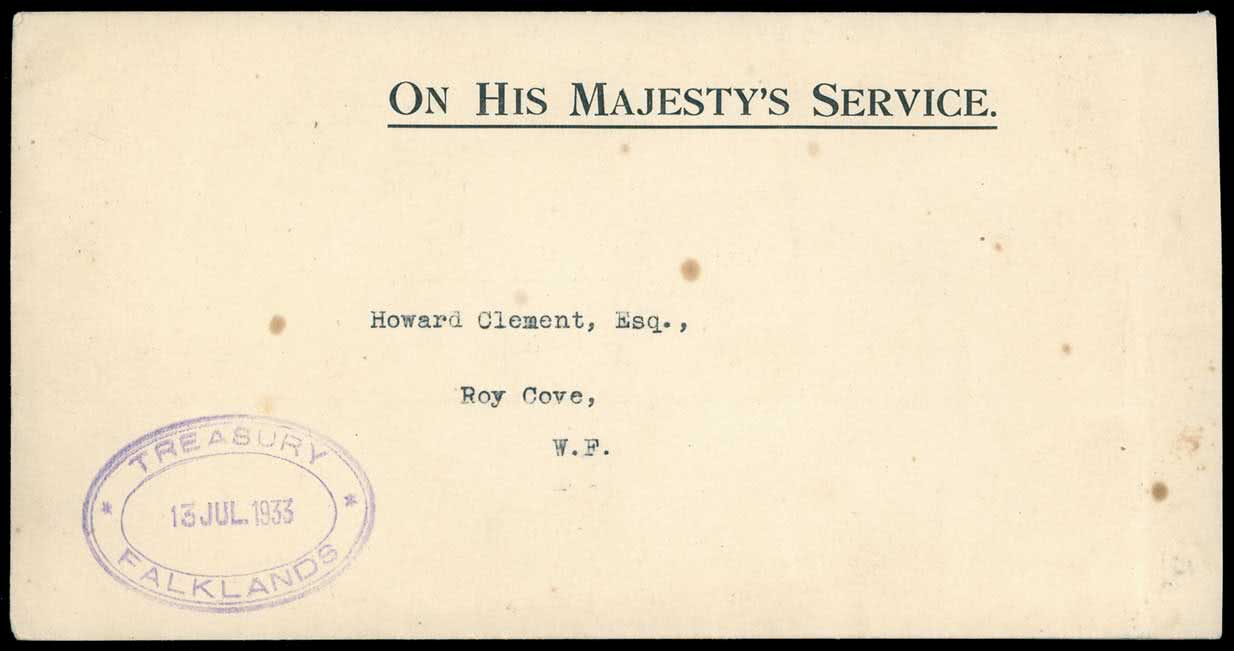 ON HIS MAJESTY'S SERVICE.
Howard Clement, Esq.,
Roy Cove,
W.F.
TREASURY
* 13 JUL. 1933 *
FALKLANDS